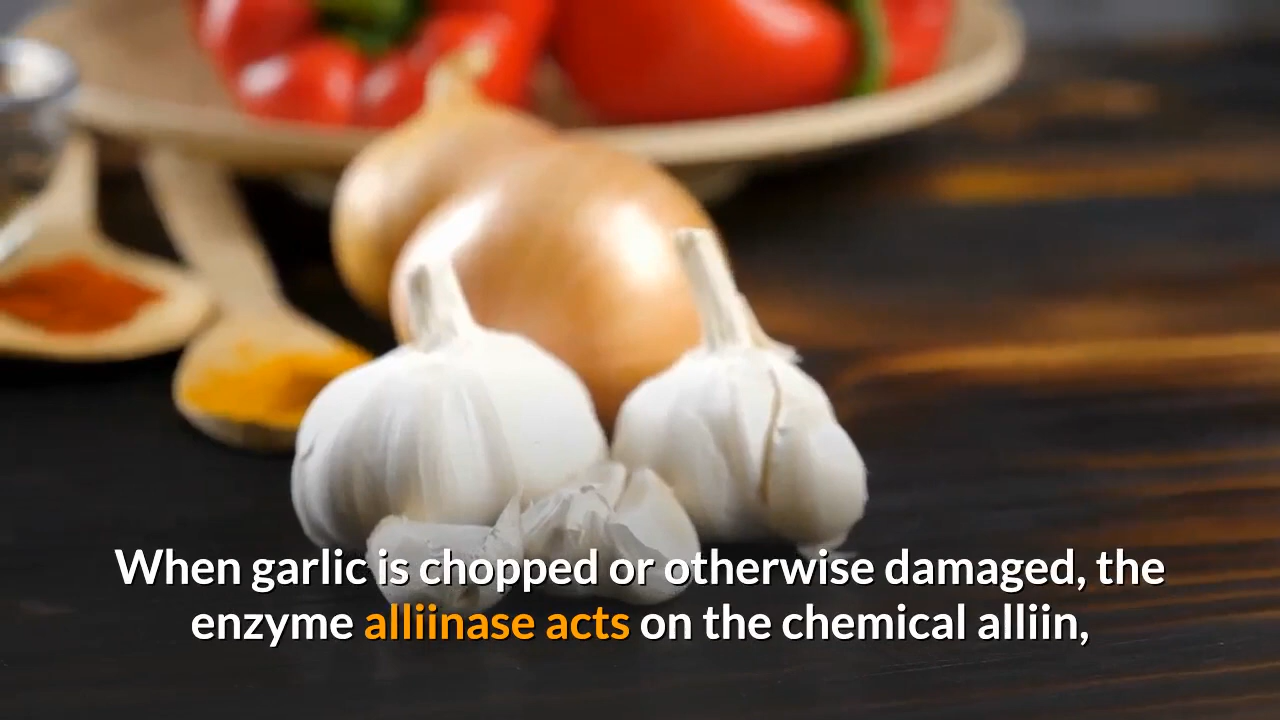 When garlic is chopped or otherwise damaged, the
enzyme alliinase acts on the chemical alliin,